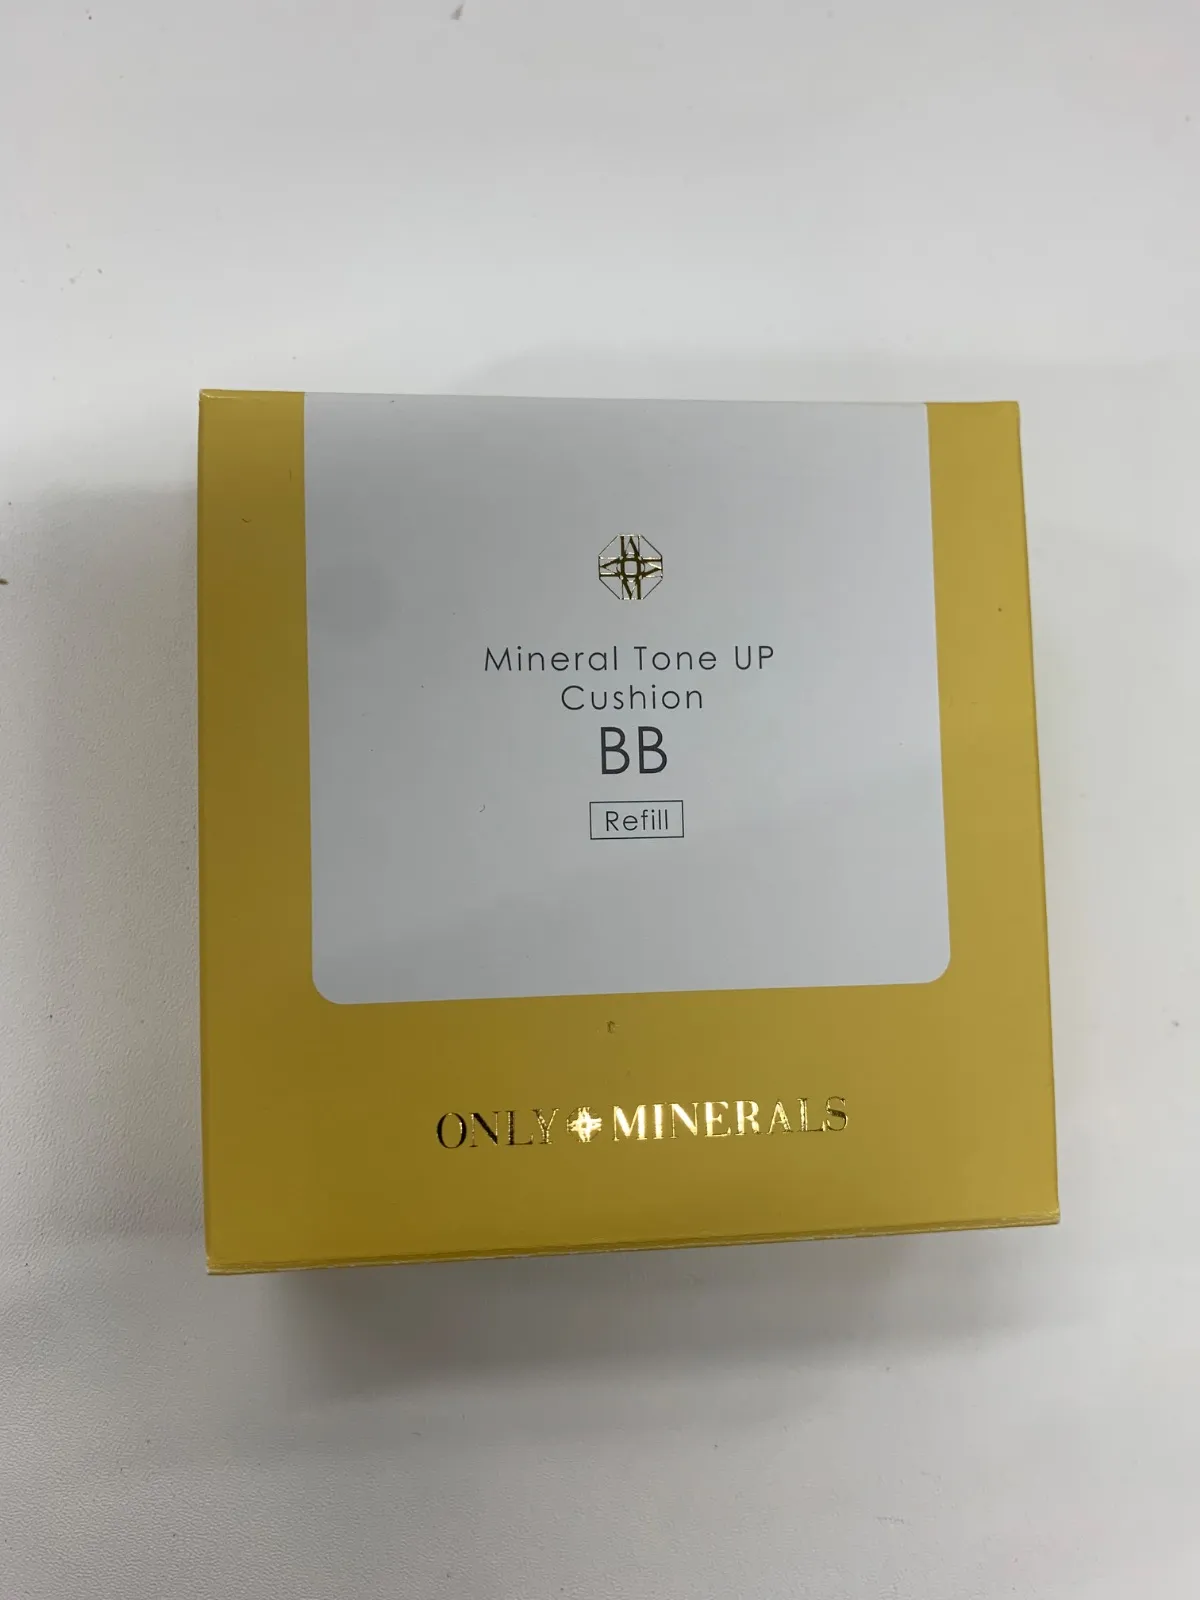 Mineral Tone UP
Cushion
BB
Refill
ONLY MINERALS